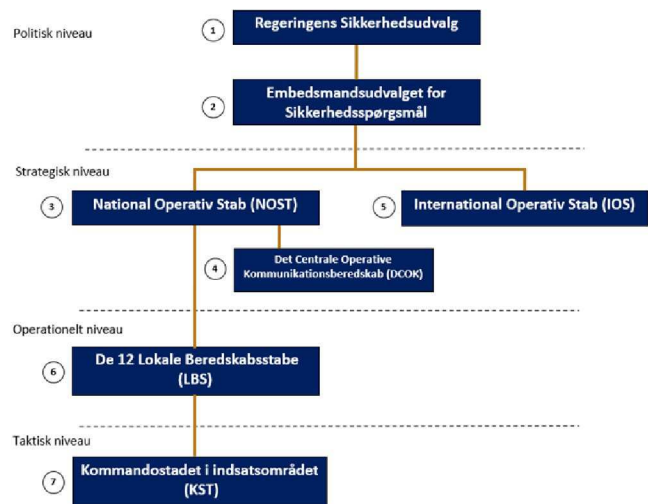 Politisk niveau
1
Regeringens Sikkerhedsudvalg
2
Embedsmandsudvalget for
Sikkerhedsspørgsmål
Strategisk niveau
3
National Operativ Stab (NOST)
5
International Operativ Stab (IOS)
4
Det Centrale Operative
Kommunikationsberedskab (DCOK)
Operationelt niveau
6
De 12 Lokale Beredskabsstabe
(LBS)
Taktisk niveau
7
Kommandostadet i indsatsområdet
(KST)